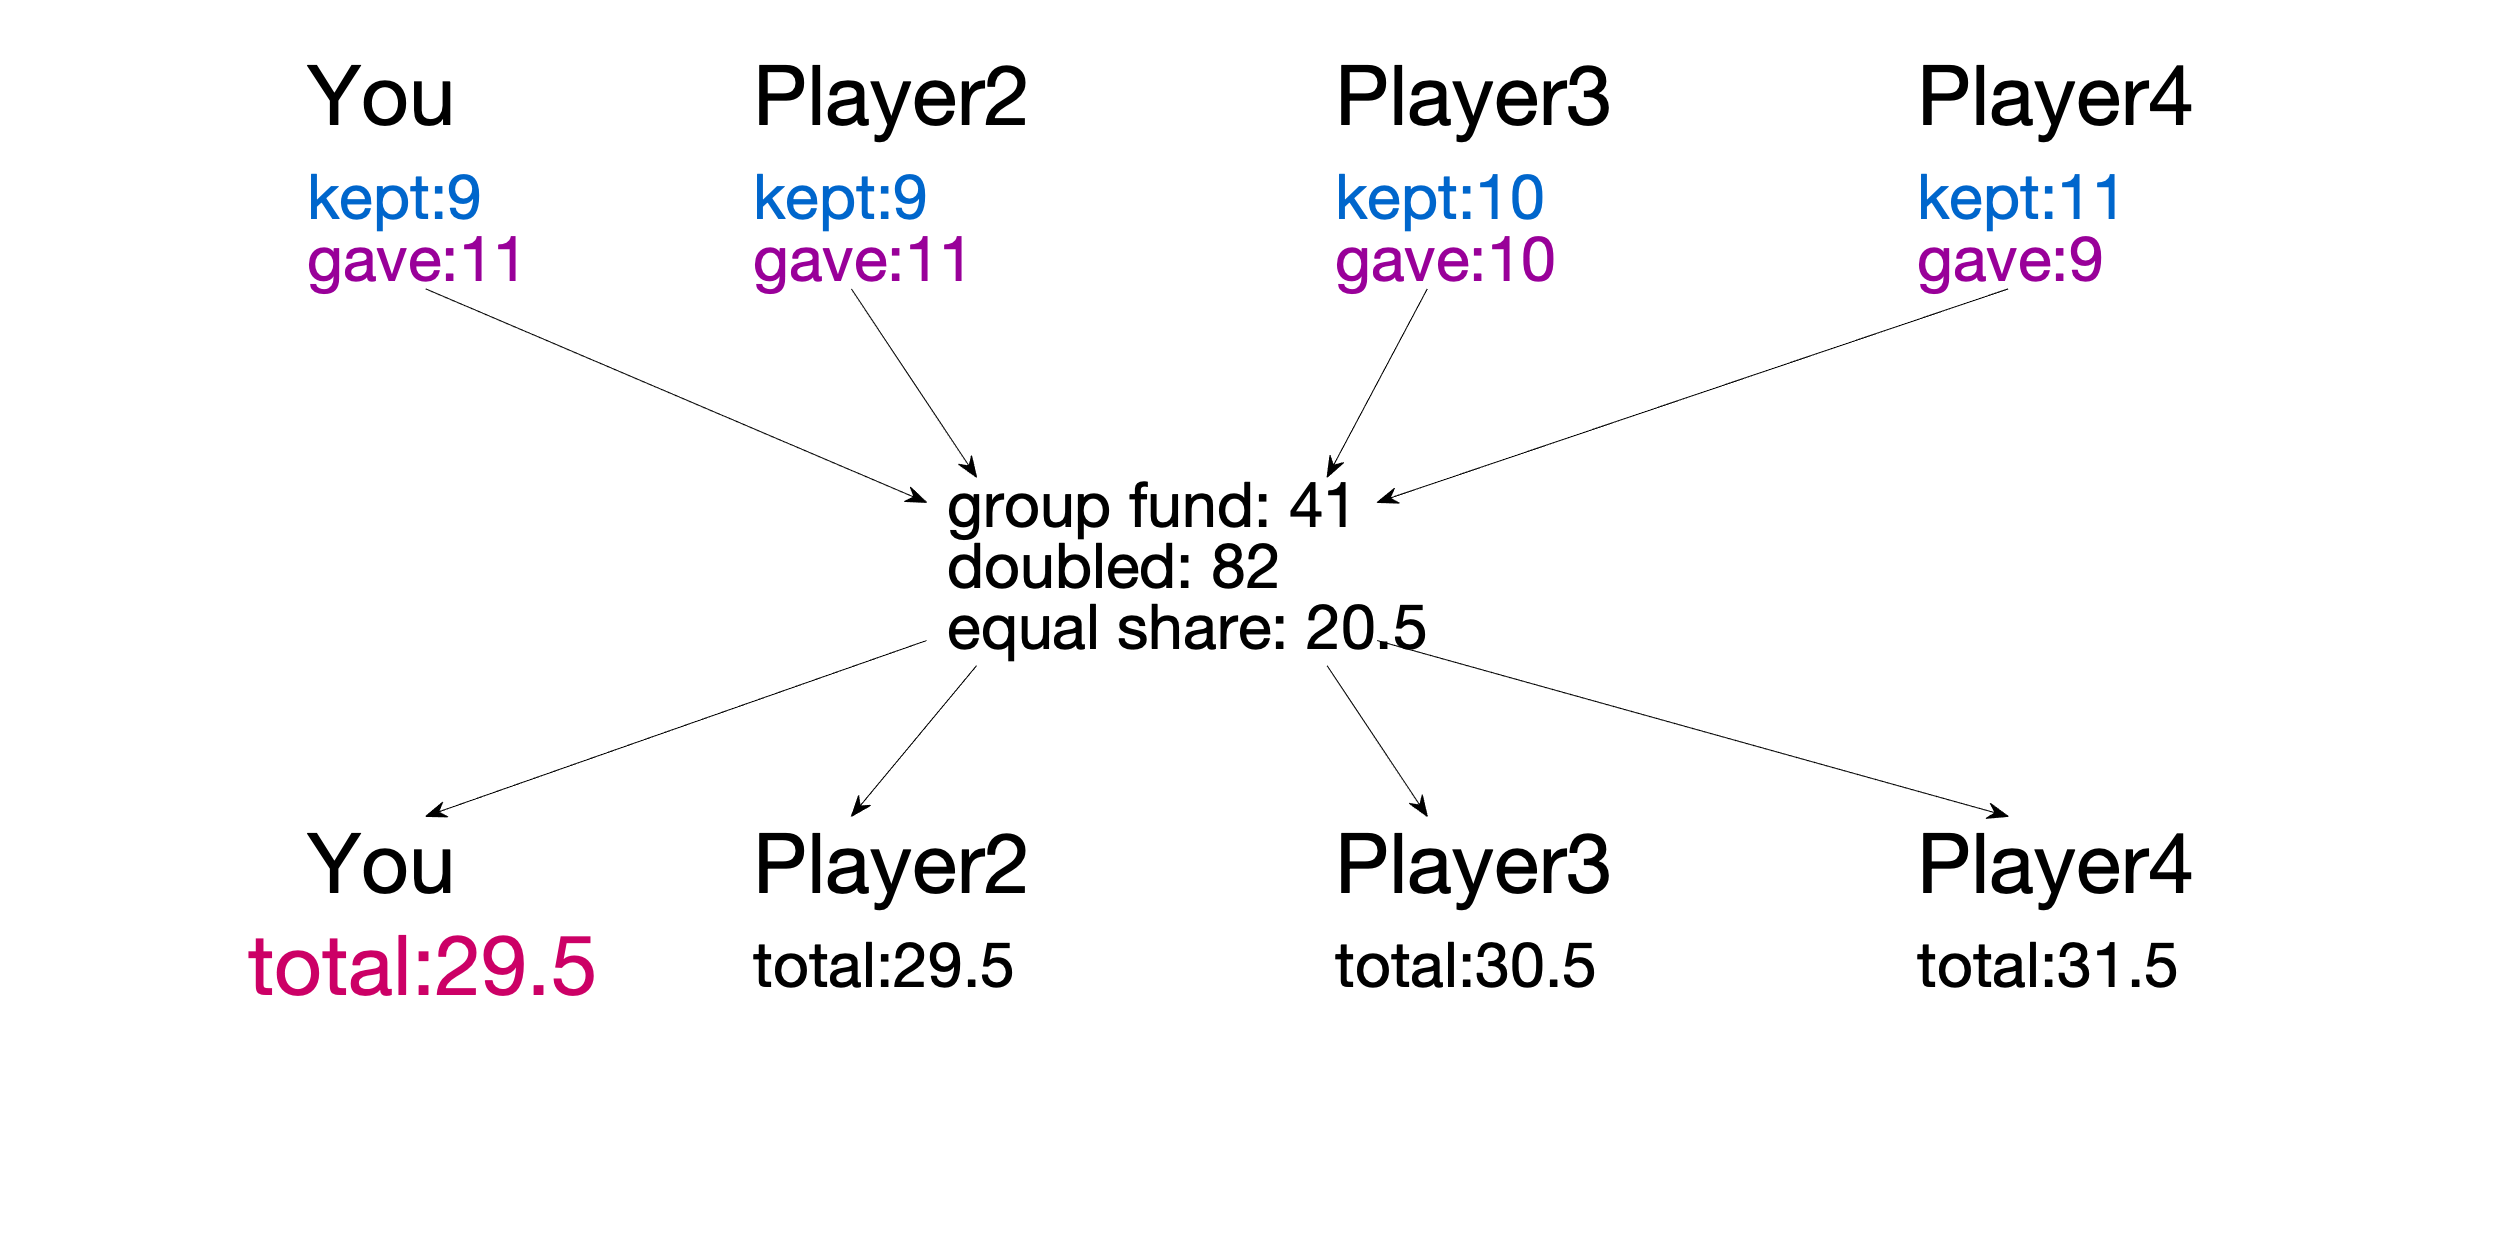 You Player2 Player3 Player4
kept:9 kept:9 kept:10 kept:11
gave:11 gave:11 gave:10 gave:9
group fund: 41
doubled: 82
equal share: 20.5
You Player2 Player3 Player4
total:29.5 total:29.5 total:30.5 total:31.5